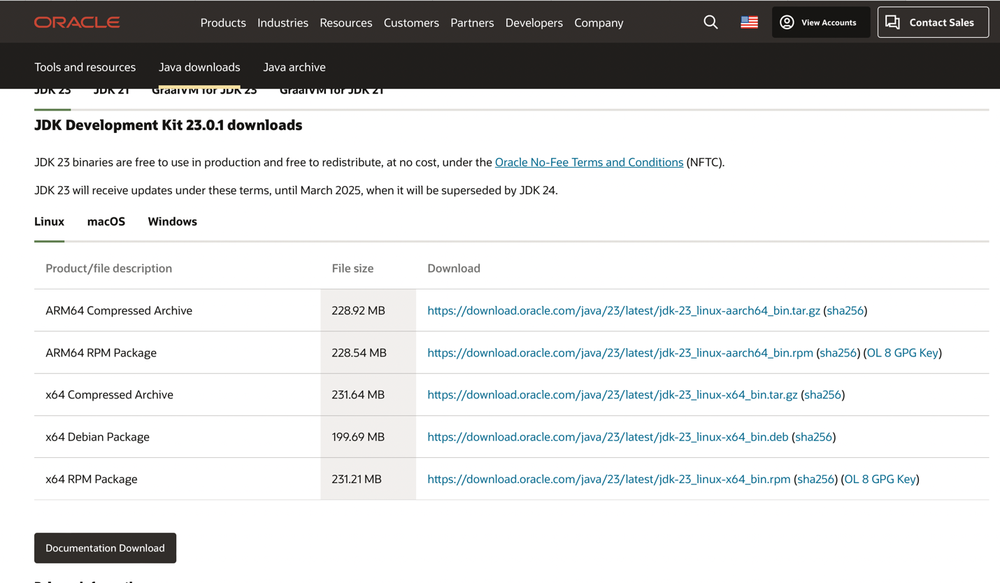 ORACLE Products Industries Resources Customers Partners Developers Company View Accounts Contact Sales
Tools and resources Java downloads Java archive
JDK 23 JDK 21 GraalVM for JDK 23 GraalVM for JDK 21
JDK Development Kit 23.0.1 downloads
JDK 23 binaries are free to use in production and free to redistribute, at no cost, under the Oracle No-Fee Terms and Conditions (NFTC).
JDK 23 will receive updates under these terms, until March 2025, when it will be superseded by JDK 24.
Linux macOS Windows
Product/file description File size Download
ARM64 Compressed Archive 228.92 MB https://download.oracle.com/java/23/latest/jdk-23_linux-aarch64_bin.tar.gz (sha256)
ARM64 RPM Package 228.54 MB https://download.oracle.com/java/23/latest/jdk-23_linux-aarch64_bin.rpm (sha256) (OL 8 GPG Key)
x64 Compressed Archive 231.64 MB https://download.oracle.com/java/23/latest/jdk-23_linux-x64_bin.tar.gz (sha256)
x64 Debian Package 199.69 MB https://download.oracle.com/java/23/latest/jdk-23_linux-x64_bin.deb (sha256)
x64 RPM Package 231.21 MB https://download.oracle.com/java/23/latest/jdk-23_linux-x64_bin.rpm (sha256) (OL 8 GPG Key)
Documentation Download